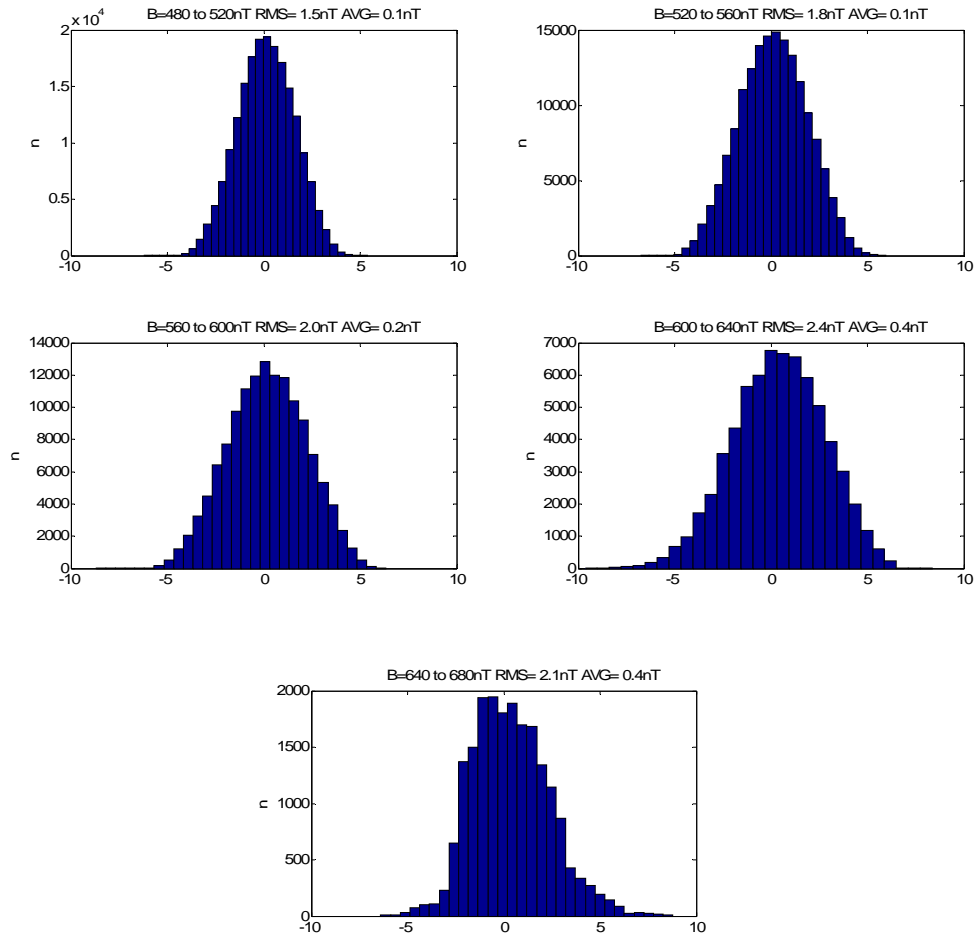 B=480 to 520nT RMS= 1.5nT AVG= 0.1nT
2 x 10^4
1.5
1
0.5
0
n
-10 -5 0 5 10
B=520 to 560nT RMS= 1.8nT AVG= 0.1nT
15000
10000
5000
0
n
-10 -5 0 5 10
B=560 to 600nT RMS= 2.0nT AVG= 0.2nT
14000
12000
10000
8000
6000
4000
2000
0
n
-10 -5 0 5 10
B=600 to 640nT RMS= 2.4nT AVG= 0.4nT
7000
6000
5000
4000
3000
2000
1000
0
n
-10 -5 0 5 10
B=640 to 680nT RMS= 2.1nT AVG= 0.4nT
2000
1500
1000
500
0
n
-10 -5 0 5 10